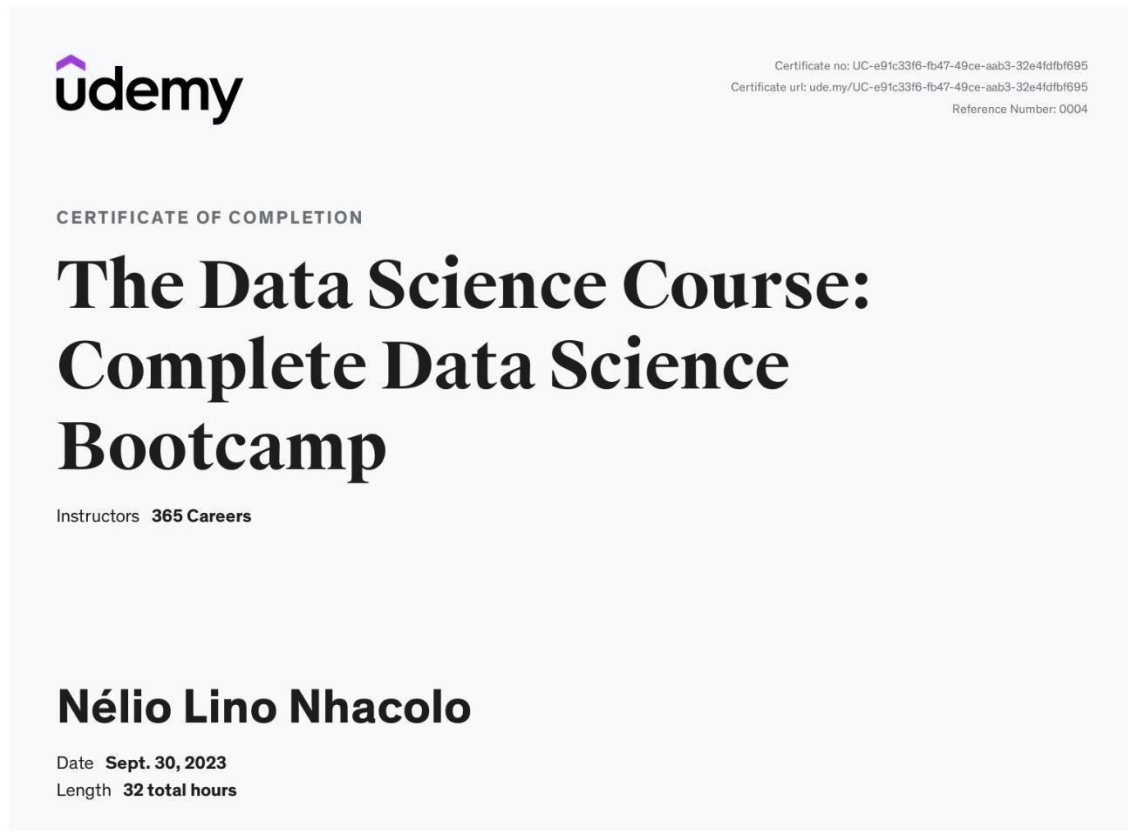 udemy
Certificate no: UC-e91c33f6-fb47-49ce-aab3-32e4fdfbf695
Certificate url: ude.my/UC-e91c33f6-fb47-49ce-aab3-32e4fdfbf695
Reference Number: 0004
CERTIFICATE OF COMPLETION
The Data Science Course:
Complete Data Science
Bootcamp
Instructors 365 Careers
Nélio Lino Nhacolo
Date Sept. 30, 2023
Length 32 total hours